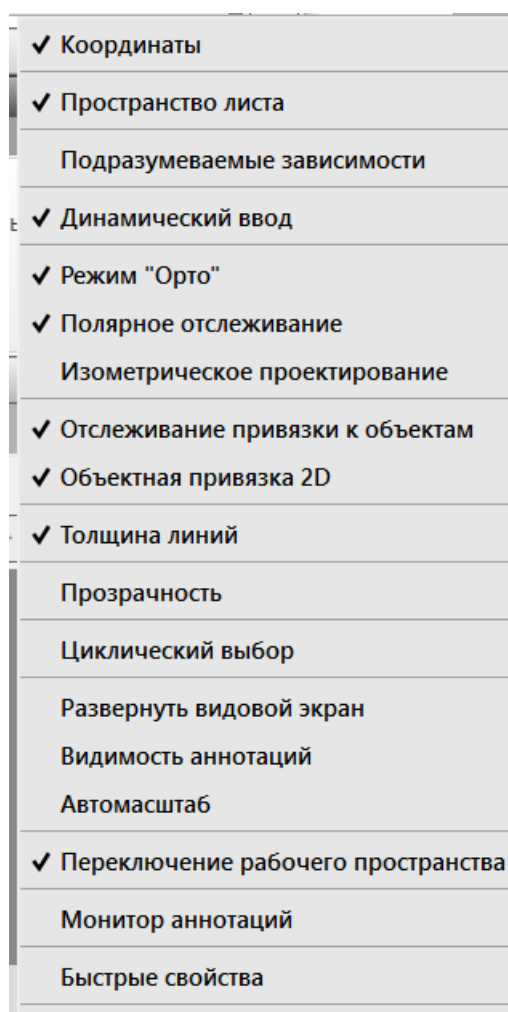 Координаты
Пространство листа
Подразумеваемые зависимости
Динамический ввод
Режим "Орто"
Полярное отслеживание
Изометрическое проектирование
Отслеживание привязки к объектам
Объектная привязка 2D
Толщина линий
Прозрачность
Циклический выбор
Развернуть видовой экран
Видимость аннотаций
Автомасштаб
Переключение рабочего пространства
Монитор аннотаций
Быстрые свойства